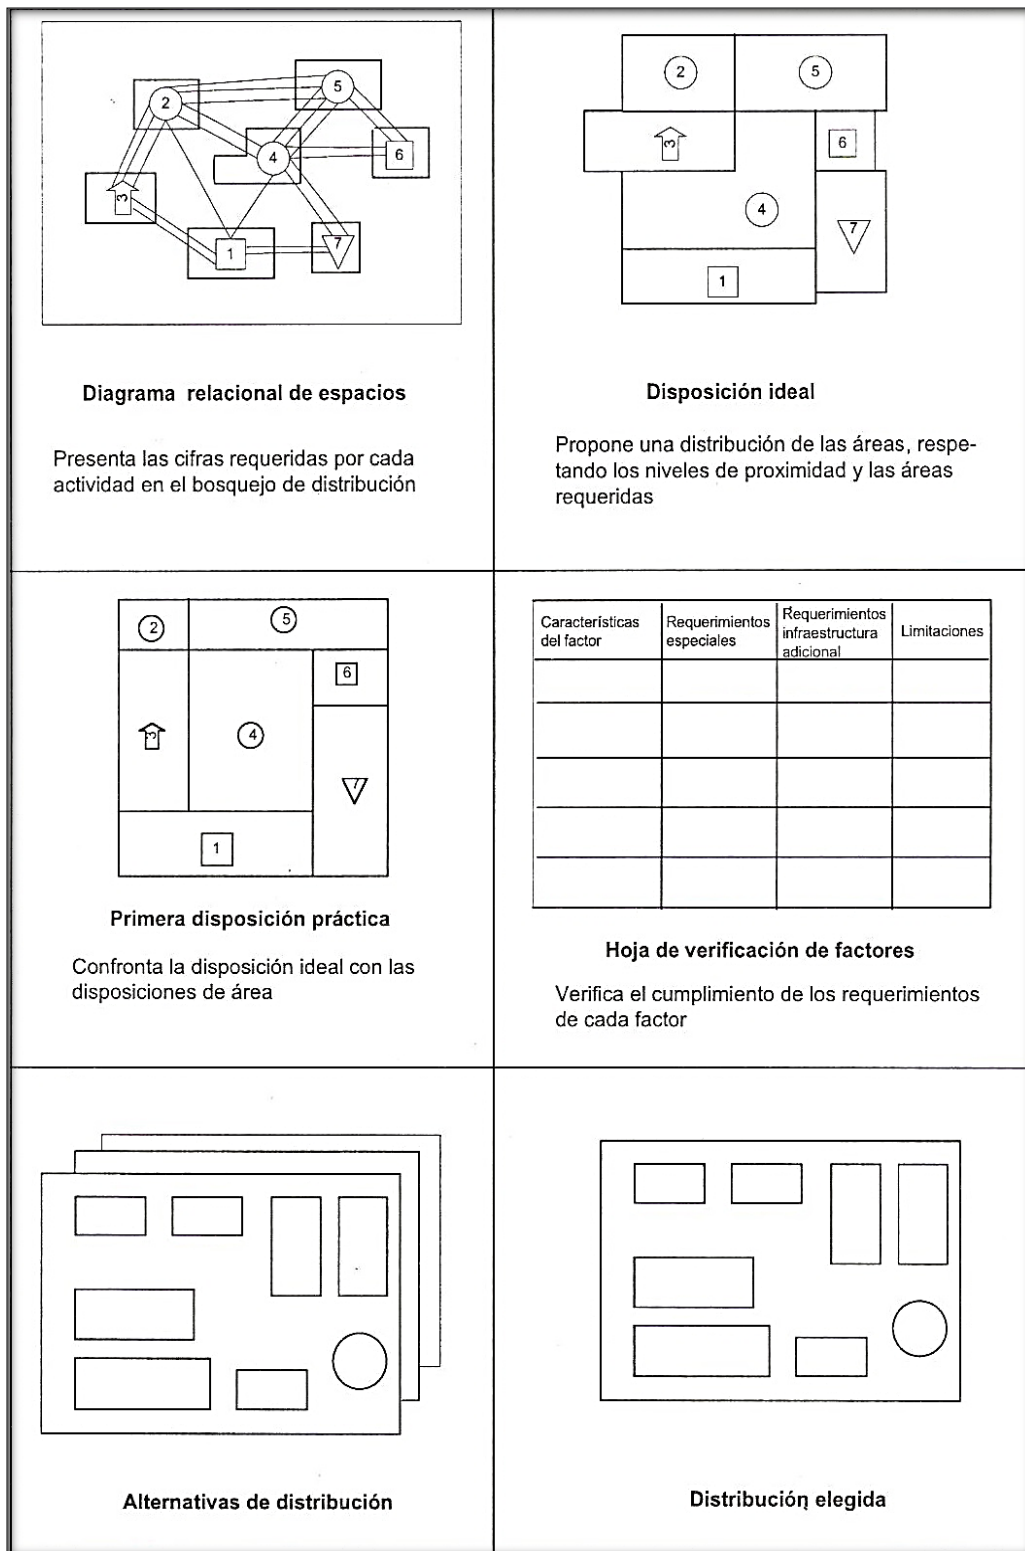 2
5
4
6
3
1
7
Diagrama relacional de espacios
Presenta las cifras requeridas por cada
actividad en el bosquejo de distribución
2
5
3
6
4
7
1
Disposición ideal
Propone una distribución de las áreas, respe-
tando los niveles de proximidad y las áreas
requeridas
2
5
6
3
4
7
1
Primera disposición práctica
Confronta la disposición ideal con las
disposiciones de área
Características
del factor
Requerimientos
especiales
Requerimientos
infraestructura
adicional
Limitaciones
Hoja de verificación de factores
Verifica el cumplimiento de los requerimientos
de cada factor
Alternativas de distribución
Distribución elegida